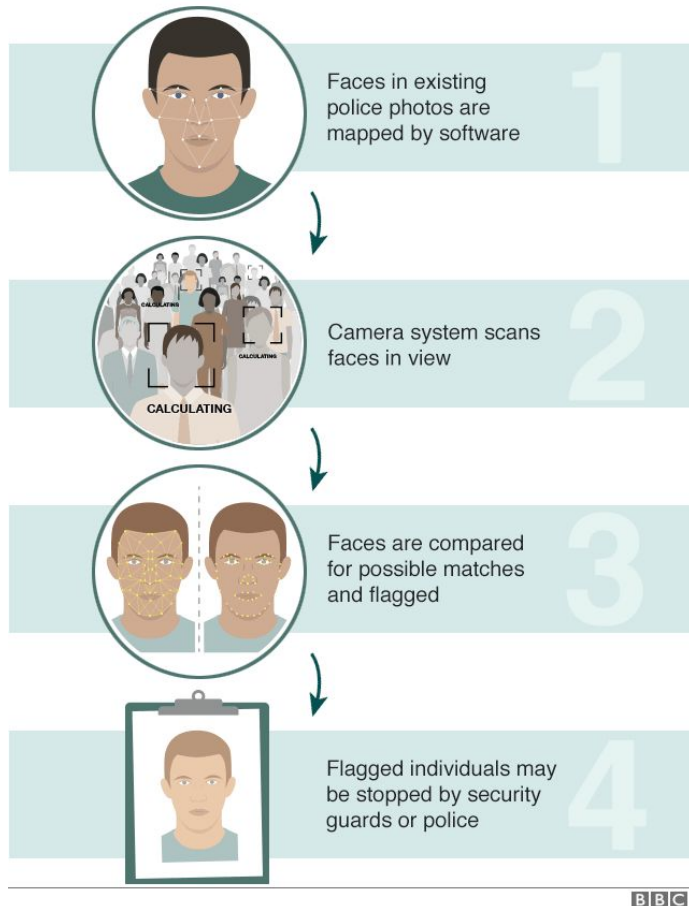 1
Faces in existing
police photos are
mapped by software
2
CALCULATING
CALCULATING
CALCULATING
Camera system scans
faces in view
3
Faces are compared
for possible matches
and flagged
4
Flagged individuals may
be stopped by security
guards or police
BBC